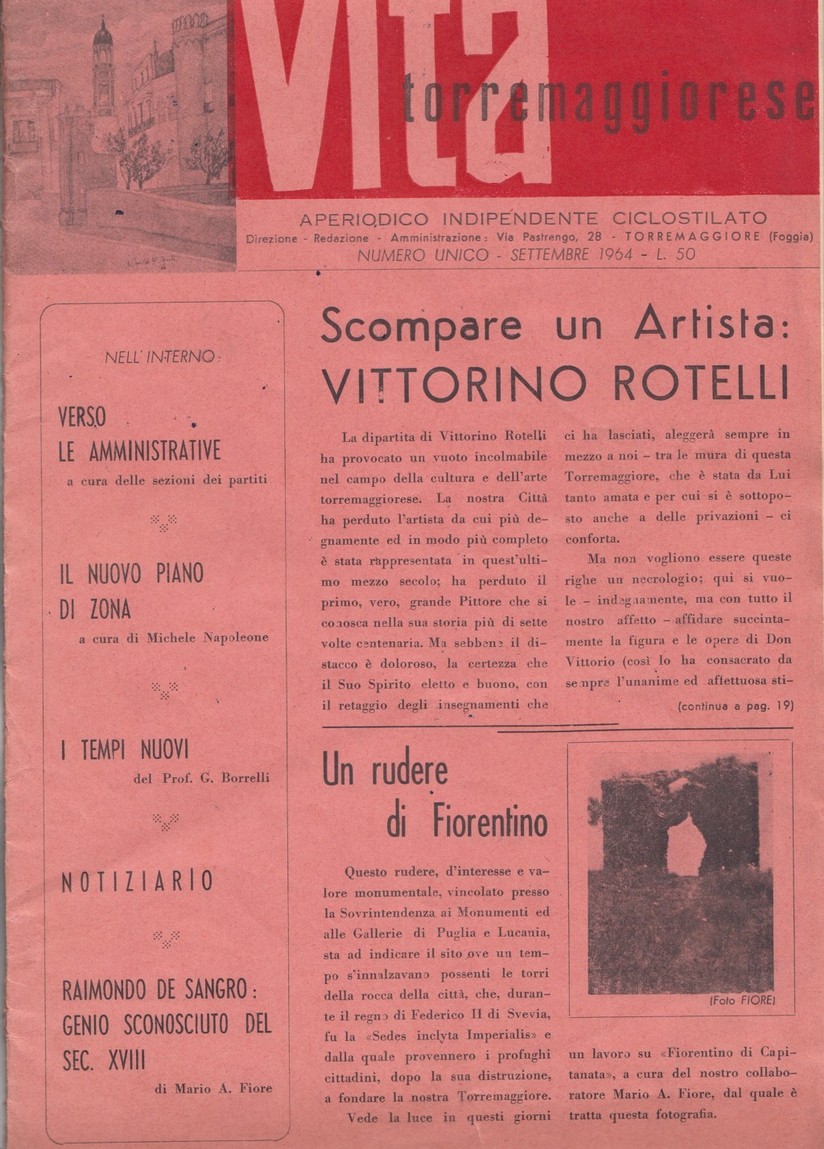 Vita
torremaggiorese
APERIODICO INDIPENDENTE CICLOSTILATO
Direzione - Redazione - Amministrazione: Via Pastrengo, 28 - TORREMAGGIORE (Foggia)
NUMERO UNICO - SETTEMBRE 1964 - L. 50
NELL'INTERNO:
VERSO
LE AMMINISTRATIVE
a cura delle sezioni dei partiti
IL NUOVO PIANO
DI ZONA
a cura di Michele Napoleone
I TEMPI NUOVI
del Prof. G. Borrelli
NOTIZIARIO
RAIMONDO DE SANGRO:
GENIO SCONOSCIUTO DEL
SEC. XVIII
di Mario A. Fiore
Scompare un Artista:
VITTORINO ROTELLI
La dipartita di Vittorino Rotelli
ha provocato un vuoto incolmabile
nel campo della cultura e dell'arte
torremaggiorese. La nostra Città
ha perduto l'artista da cui più de-
gnamente ed in modo più completo
è stata rappresentata in quest'ulti-
mo mezzo secolo; ha perduto il
primo, vero, grande Pittore che si
conosca nella sua storia più di sette
volte centenaria. Ma sebbene il di-
stacco è doloroso, la certezza che
il Suo Spirito eletto e buono, con
il retaggio degli insegnamenti che
ci ha lasciati, aleggerà sempre in
mezzo a noi - tra le mura di questa
Torremaggiore, che è stata da Lui
tanto amata e per cui si è sottopo-
sto anche a delle privazioni - ci
conforta.
Ma non vogliono essere queste
righe un necrologio; qui si vuo-
le - indegnamente, ma con tutto il
nostro affetto - affidare succinta-
mente la figura e le opere di Don
Vittorio (così lo ha consacrato da
sempre l'unanime ed affettuosa sti-
(continua a pag. 19)
Un rudere
di Fiorentino
Questo rudere, d'interesse e va-
lore monumentale, vincolato presso
la Sovrintendenza ai Monumenti ed
alle Gallerie di Puglia e Lucania,
sta ad indicare il sito ove un tem-
po s'innalzavano possenti le torri
della rocca della città, che, duran-
te il regno di Federico II di Svevia,
fu la «Sedes inclyta Imperialis» e
dalla quale provennero i profughi
cittadini, dopo la sua distruzione,
a fondare la nostra Torremaggiore.
Vede la luce in questi giorni
(Foto FIORE)
un lavoro su «Fiorentino di Capi-
tanata», a cura del nostro collabo-
ratore Mario A. Fiore, dal quale è
tratta questa fotografia.